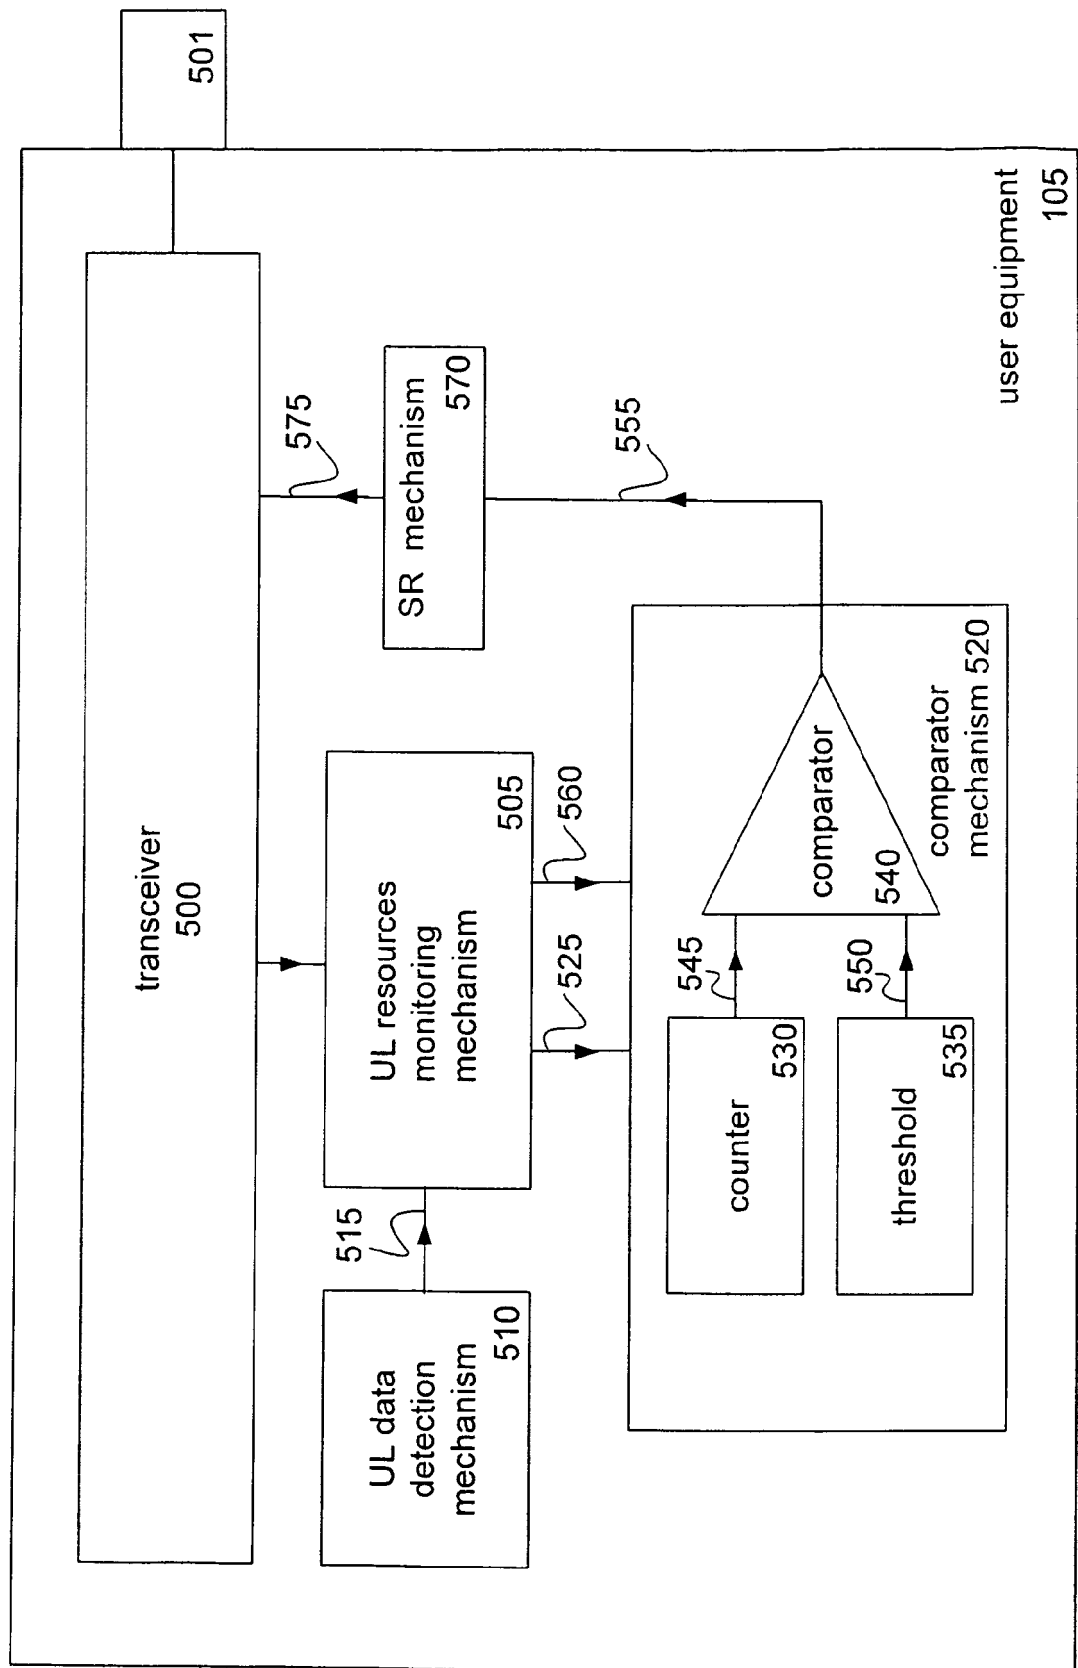 501
transceiver
500
575
SR mechanism
570
555
UL resources
monitoring
mechanism
505
515
UL data
detection
mechanism
510
525
560
counter
530
545
threshold
535
550
comparator
540
comparator
mechanism 520
user equipment
105